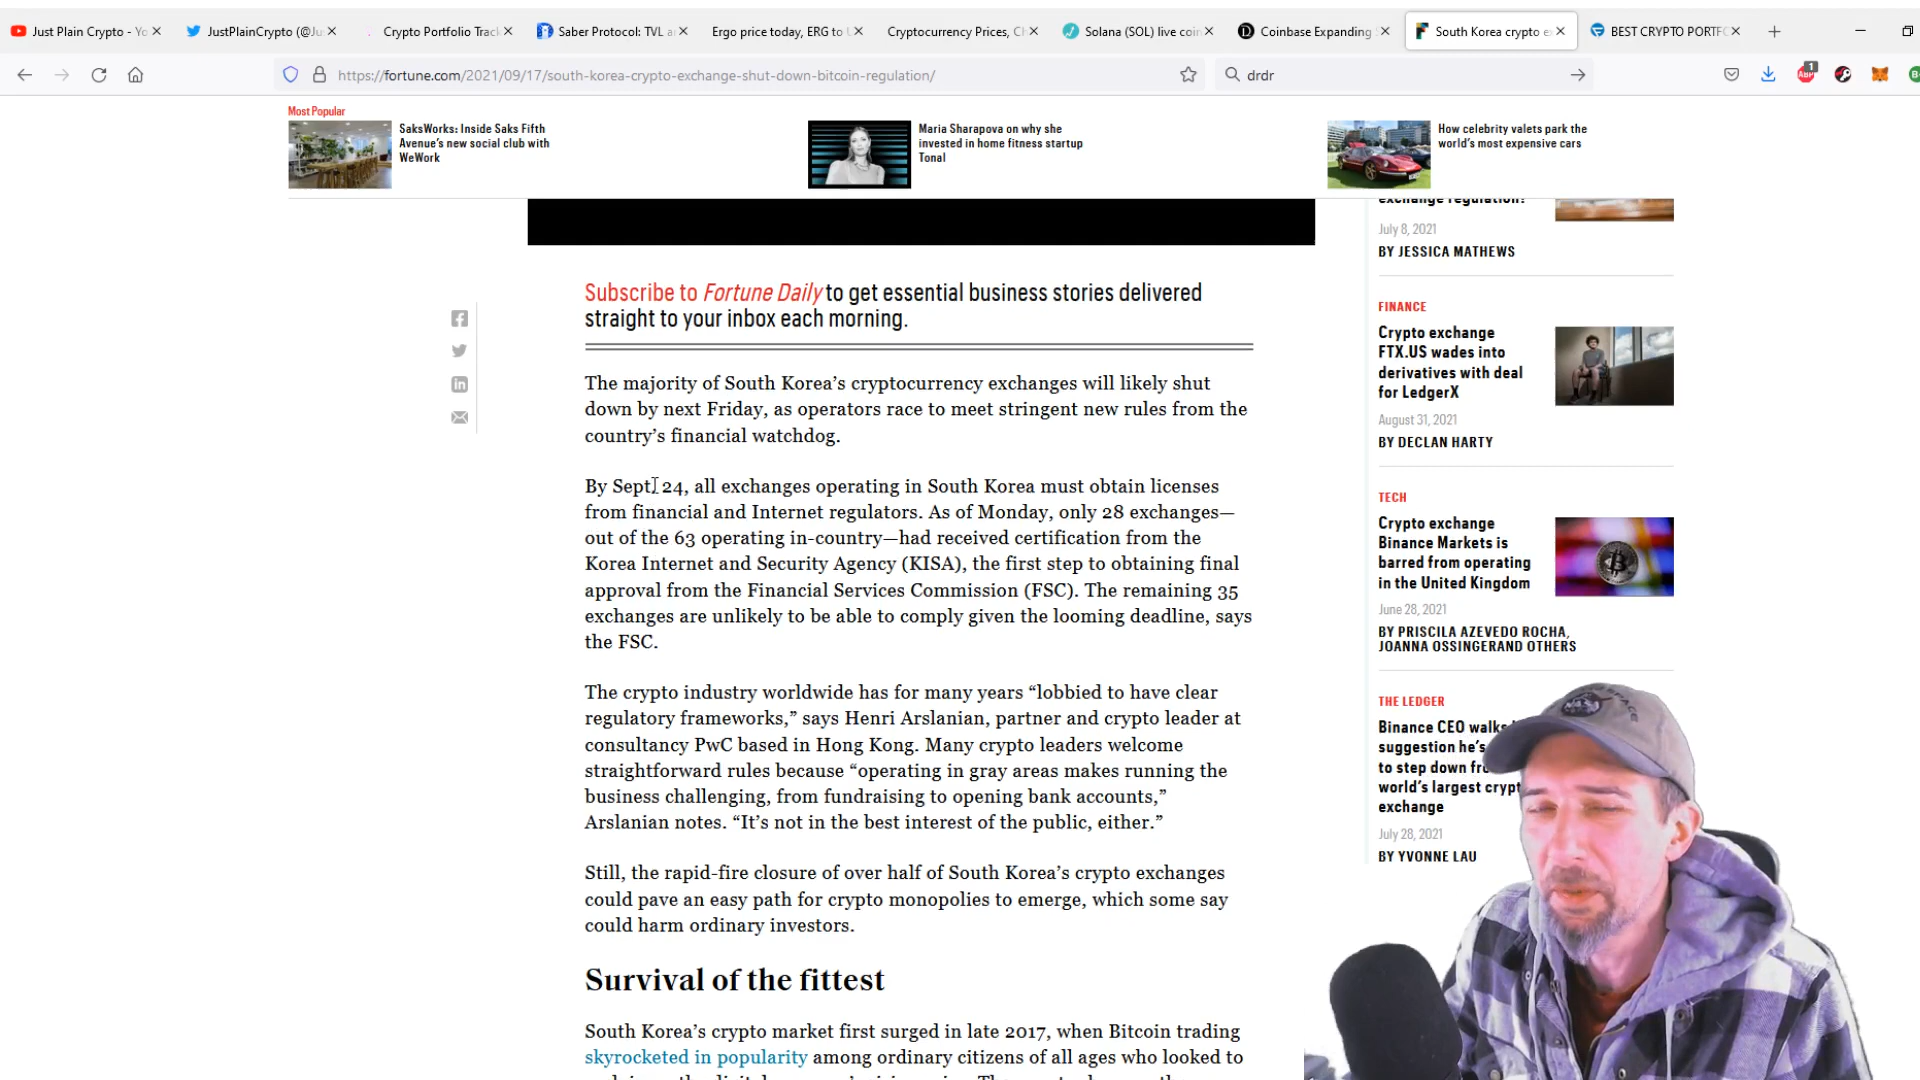 Just Plain Crypto - Yo
JustPlainCrypto (@Ju
Crypto Portfolio Trac
Saber Protocol: TVL a
Ergo price today, ERG to U
Cryptocurrency Prices, Ch
Solana (SOL) live coin
Coinbase Expanding S
South Korea crypto e
BEST CRYPTO PORTF
https://fortune.com/2021/09/17/south-korea-crypto-exchange-shut-down-bitcoin-regulation/
drdr
ABP
1
Most Popular
SaksWorks: Inside Saks Fifth
Avenue's new social club with
WeWork
Maria Sharapova on why she
invested in home fitness startup
Tonal
How celebrity valets park the
world's most expensive cars
Subscribe to Fortune Daily to get essential business stories delivered
straight to your inbox each morning.
The majority of South Korea's cryptocurrency exchanges will likely shut
down by next Friday, as operators race to meet stringent new rules from the
country's financial watchdog.
By Sept. 24, all exchanges operating in South Korea must obtain licenses
from financial and Internet regulators. As of Monday, only 28 exchanges—
out of the 63 operating in-country—had received certification from the
Korea Internet and Security Agency (KISA), the first step to obtaining final
approval from the Financial Services Commission (FSC). The remaining 35
exchanges are unlikely to be able to comply given the looming deadline, says
the FSC.
The crypto industry worldwide has for many years “lobbied to have clear
regulatory frameworks,” says Henri Arslanian, partner and crypto leader at
consultancy PwC based in Hong Kong. Many crypto leaders welcome
straightforward rules because “operating in gray areas makes running the
business challenging, from fundraising to opening bank accounts,”
Arslanian notes. “It's not in the best interest of the public, either.”
Still, the rapid-fire closure of over half of South Korea's crypto exchanges
could pave an easy path for crypto monopolies to emerge, which some say
could harm ordinary investors.
Survival of the fittest
South Korea's crypto market first surged in late 2017, when Bitcoin trading
skyrocketed in popularity among ordinary citizens of all ages who looked to
exchange regulation?
July 8, 2021
BY JESSICA MATHEWS
FINANCE
Crypto exchange
FTX.US wades into
derivatives with deal
for LedgerX
August 31, 2021
BY DECLAN HARTY
TECH
Crypto exchange
Binance Markets is
barred from operating
in the United Kingdom
June 28, 2021
BY PRISCILA AZEVEDO ROCHA,
JOANNA OSSINGERAND OTHERS
THE LEDGER
Binance CEO walks
suggestion he's
to step down fr
world's largest crypt
exchange
July 28, 2021
BY YVONNE LAU